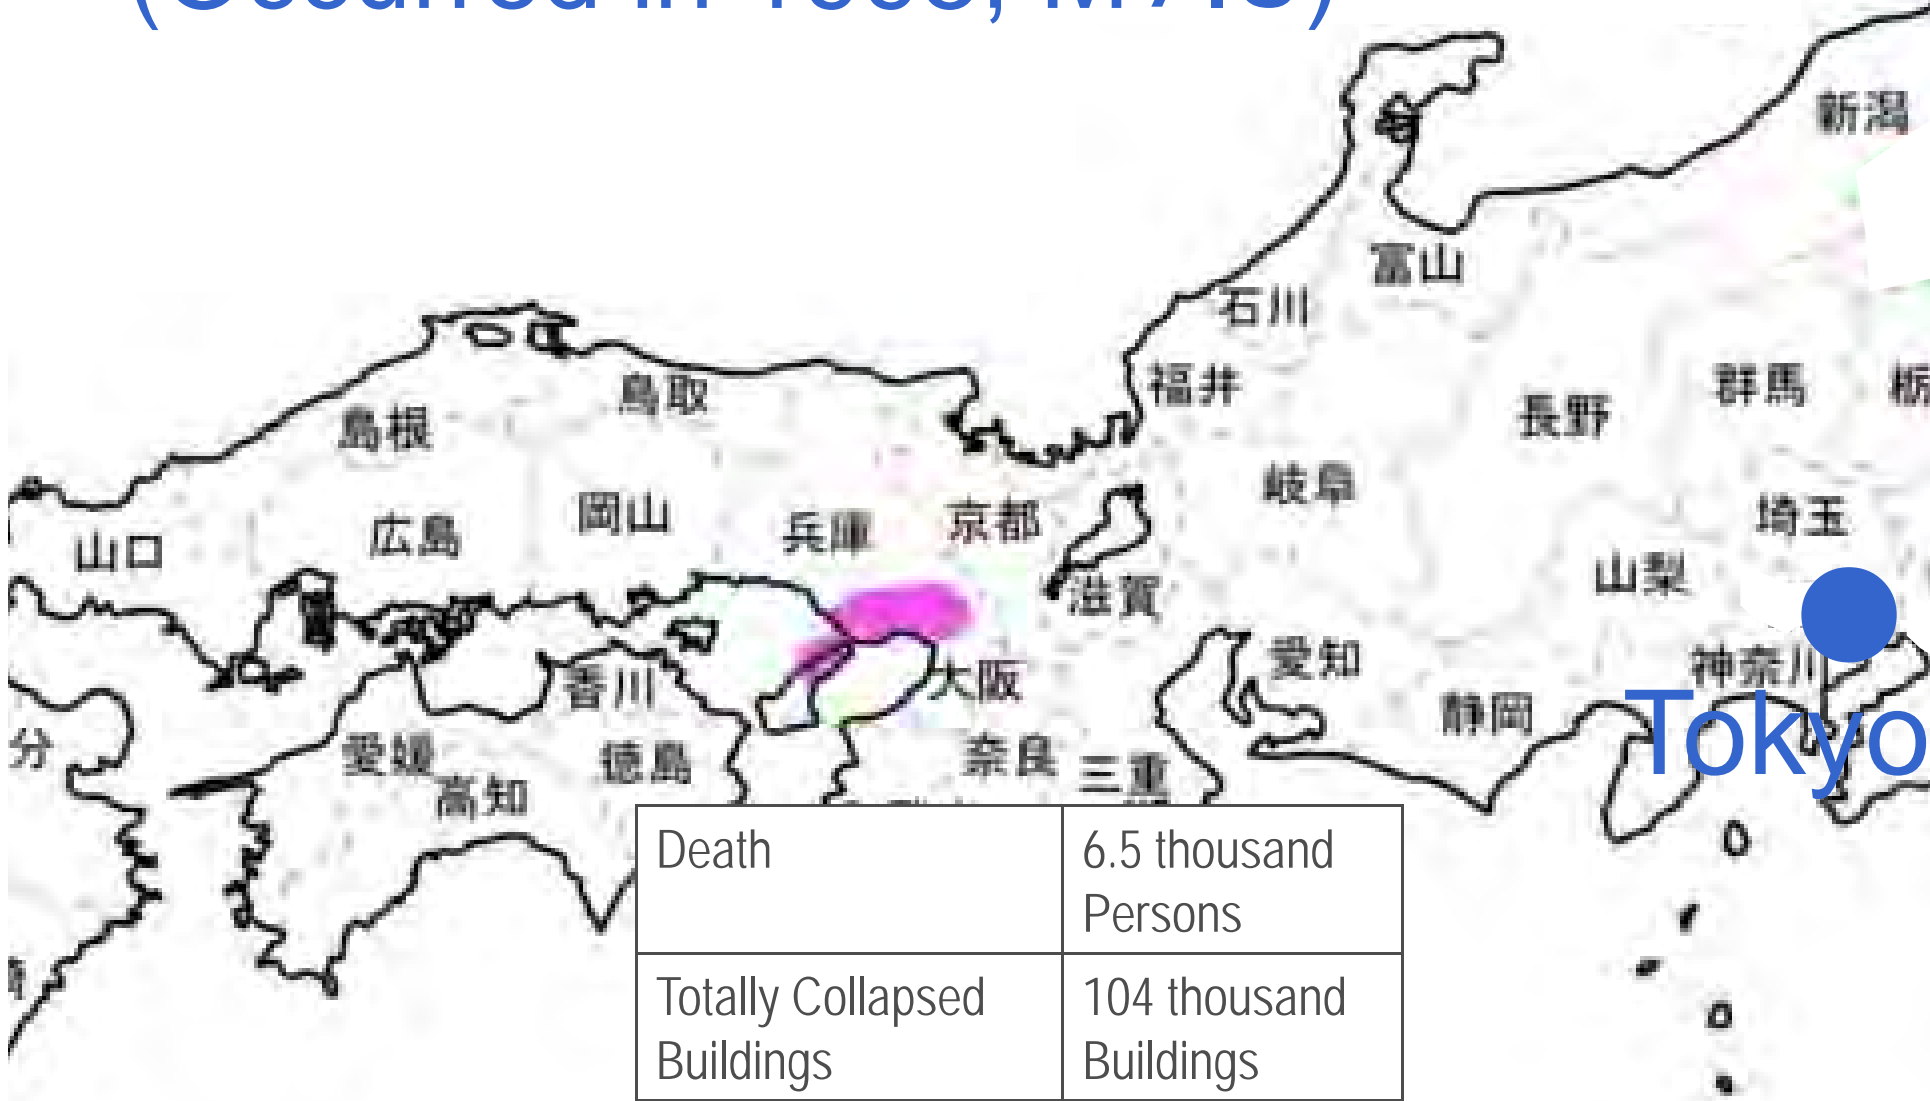 新潟
富山
石川
福井
群馬
栃
鳥取
長野
島根
岐阜
岡山
埼玉
兵庫
京都
広島
山口
山梨
滋賀
愛知
神奈川
香川
大阪
静岡
Tokyo
分
愛媛
徳島
奈良
三重
高知
Death
6.5 thousand
Persons
Totally Collapsed
Buildings
104 thousand
Buildings